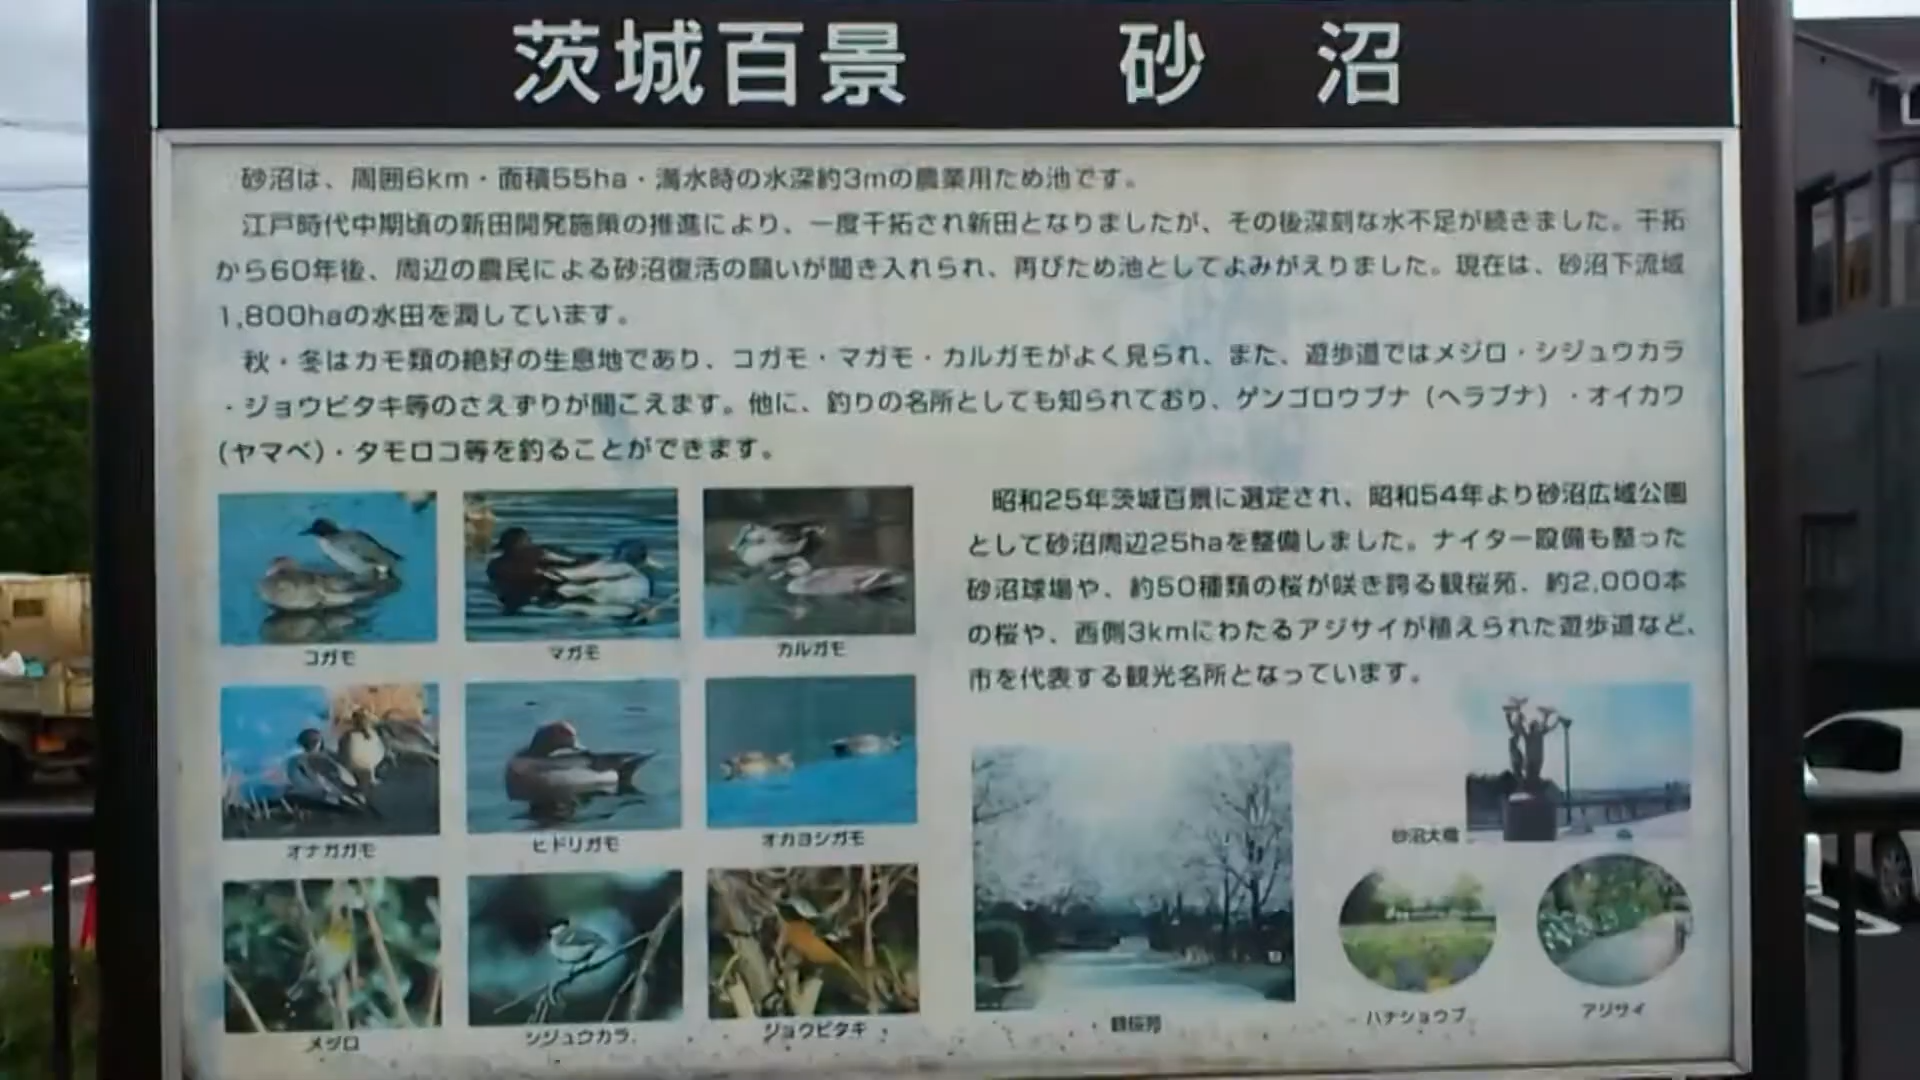 茨城百景 砂沼
砂沼は、周囲6km・面積55ha・満水時の水深約3mの農業用ため池です。
江戸時代中期頃の新田開発施策の推進により、一度干拓され新田となりましたが、その後深刻な水不足が続きました。干拓
から60年後、周辺の農民による砂沼復活の願いが聞き入れられ、再びため池としてよみがえりました。現在は、砂沼下流域
1,800haの水田を潤しています。
秋・冬はカモ類の絶好の生息地であり、コガモ・マガモ・カルガモがよく見られ、また、遊歩道ではメジロ・シジュウカラ
・ジョウビタキ等のさえずりが聞こえます。他に、釣りの名所としても知られており、ゲンゴロウブナ（ヘラブナ）・オイカワ
（ヤマベ）・タモロコ等を釣ることができます。
昭和25年茨城百景に選定され、昭和54年より砂沼広域公園
として砂沼周辺25haを整備しました。ナイター設備も整った
砂沼球場や、約50種類の桜が咲き誇る観桜苑、約2,000本
の桜や、西側3kmにわたるアジサイが植えられた遊歩道など、
市を代表する観光名所となっています。
コガモ
マガモ
カルガモ
オナガガモ
ヒドリガモ
オカヨシガモ
メジロ
シジュウカラ
ジョウビタキ
観桜苑
砂沼大橋
ハナショウブ
アジサイ